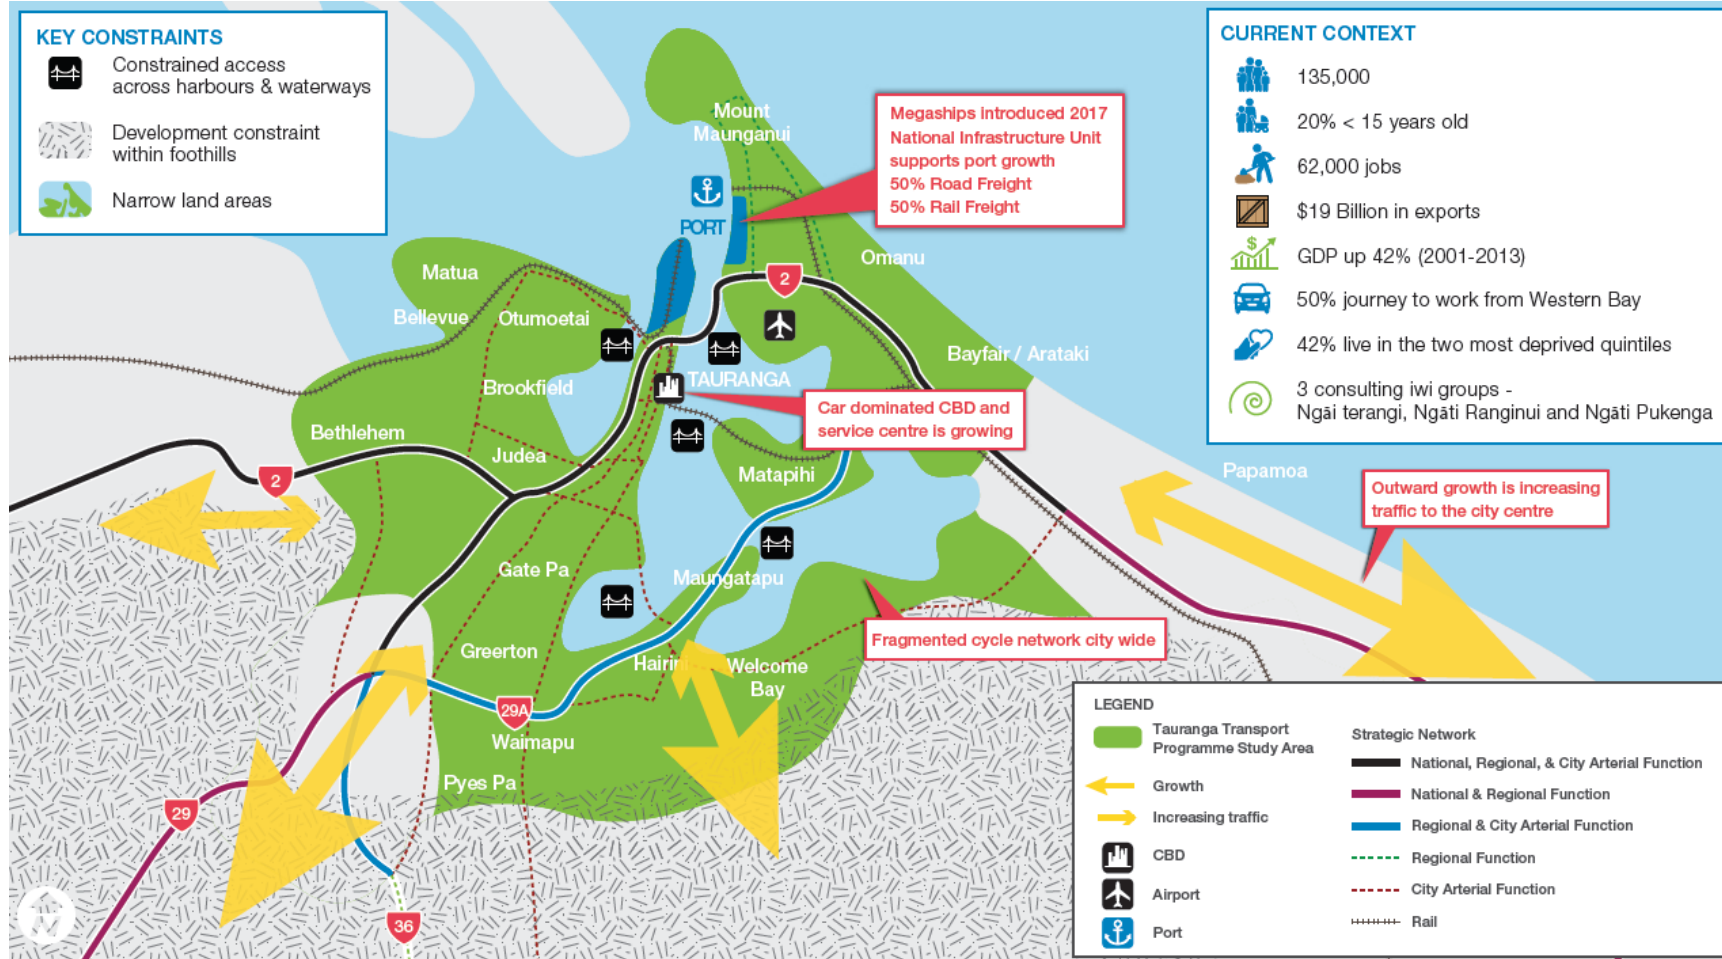 KEY CONSTRAINTS
Constrained access
across harbours & waterways
Development constraint
within foothills
Narrow land areas
CURRENT CONTEXT
135,000
20% < 15 years old
62,000 jobs
$19 Billion in exports
$
GDP up 42% (2001-2013)
50% journey to work from Western Bay
42% live in the two most deprived quintiles
3 consulting iwi groups -
Ngāi terangi, Ngāti Ranginui and Ngāti Pukenga
Megaships introduced 2017
National Infrastructure Unit
supports port growth
50% Road Freight
50% Rail Freight
Mount
Maunganui
PORT
Omanu
Matua
2
Bellevue
Otumoetai
Bayfair / Arataki
TAURANGA
Brookfield
Car dominated CBD and
service centre is growing
Bethlehem
Judea
Matapihi
Papamoa
2
Outward growth is increasing
traffic to the city centre
Gate Pa
Maungatapu
Fragmented cycle network city wide
Greerton
Welcome
Bay
29A
Waimapu
Pyes Pa
29
36
N
LEGEND
Tauranga Transport
Programme Study Area
Growth
Increasing traffic
CBD
Airport
Port
Strategic Network
National, Regional, & City Arterial Function
National & Regional Function
Regional & City Arterial Function
Regional Function
City Arterial Function
Rail